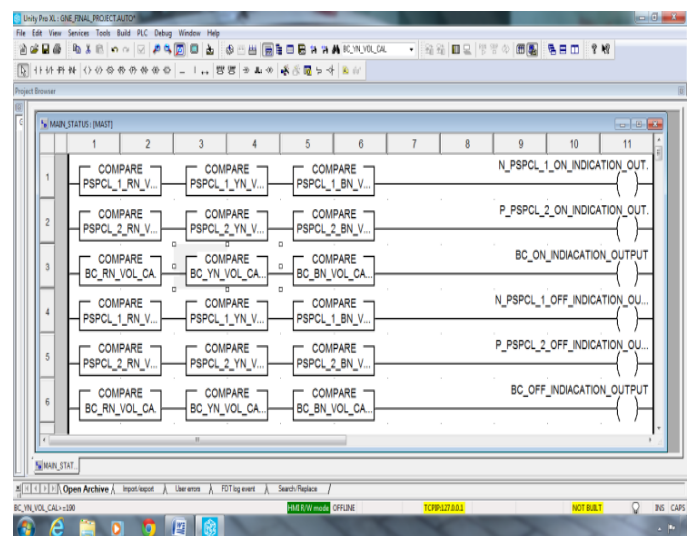 Unity Pro XL : GNE_FINAL_PROJECT.AUTO*
File Edit View Services Tools Build PLC Debug Window Help
BC_YN_VOL_CAL
Project Browser
MAIN_STATUS : [MAST]
1 2 3 4 5 6 7 8 9 10 11
1
COMPARE COMPARE COMPARE N_PSPCL_1_ON_INDICATION_OUT.
PSPCL_1_RN_V... PSPCL_1_YN_V... PSPCL_1_BN_V...
2
COMPARE COMPARE COMPARE P_PSPCL_2_ON_INDICATION_OUT.
PSPCL_2_RN_V... PSPCL_2_YN_V... PSPCL_2_BN_V...
3
COMPARE COMPARE COMPARE BC_ON_INDIACATION_OUTPUT
BC_RN_VOL_CA. BC_YN_VOL_CA... BC_BN_VOL_CA.
4
COMPARE COMPARE COMPARE N_PSPCL_1_OFF_INDICATION_OU...
PSPCL_1_RN_V... PSPCL_1_YN_V... PSPCL_1_BN_V...
5
COMPARE COMPARE COMPARE P_PSPCL_2_OFF_INDICATION_OU...
PSPCL_2_RN_V... PSPCL_2_YN_V... PSPCL_2_BN_V...
6
COMPARE COMPARE COMPARE BC_OFF_INDIACATION_OUTPUT
BC_RN_VOL_CA. BC_YN_VOL_CA... BC_BN_VOL_CA...
MAIN_STAT...
Open Archive Import/export User errors FDT log event Search/Replace
BC_YN_VOL_CAL>=190 HMI R/W mode OFFLINE TCPIP:127.0.0.1 NOT BUILT INS CAPS